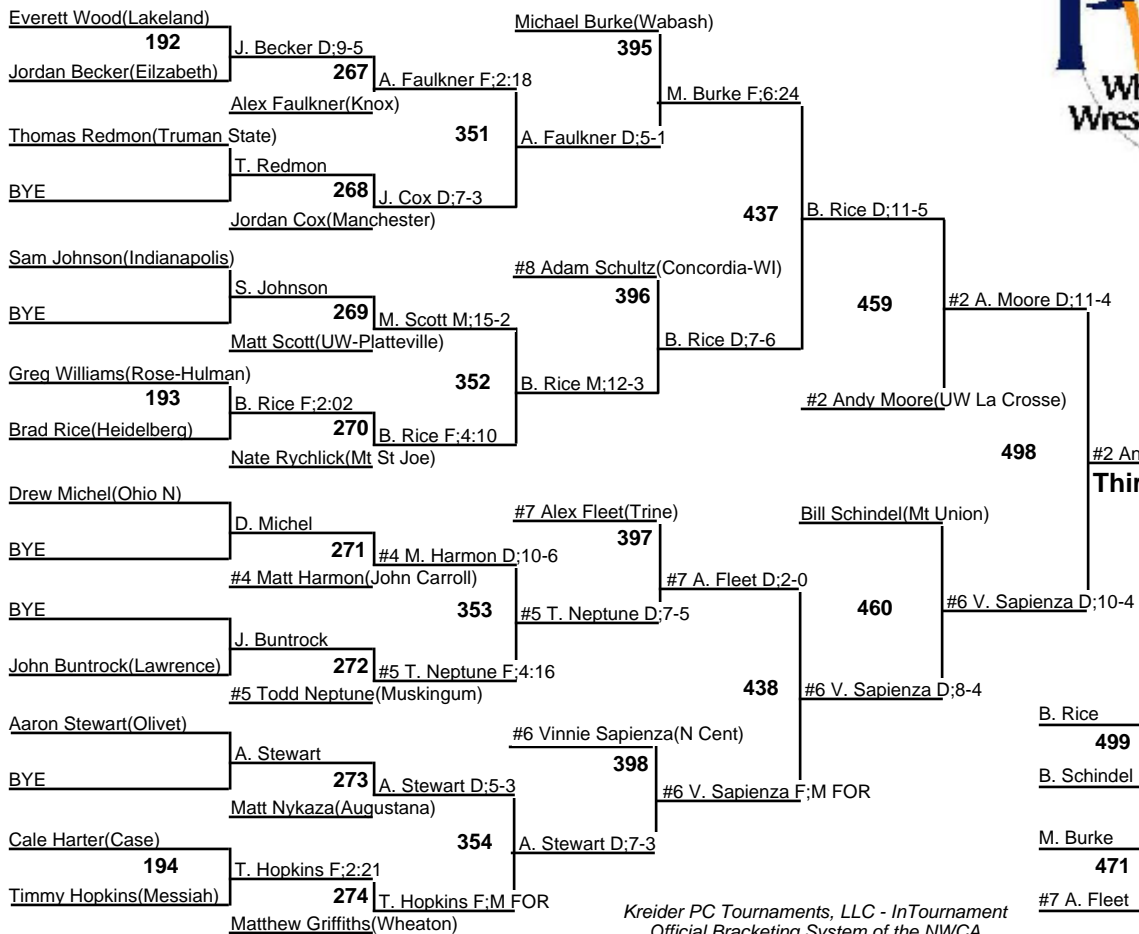 Everett Wood(Lakeland)
192
Jordan Becker(Eilzabeth)
J. Becker D;9-5
267
Alex Faulkner(Knox)
A. Faulkner F;2:18
Thomas Redmon(Truman State)
BYE
T. Redmon
268
Jordan Cox(Manchester)
J. Cox D;7-3
351
A. Faulkner D;5-1
Michael Burke(Wabash)
395
M. Burke F;6:24
Sam Johnson(Indianapolis)
BYE
S. Johnson
269
Matt Scott(UW-Platteville)
M. Scott M;15-2
Greg Williams(Rose-Hulman)
193
Brad Rice(Heidelberg)
B. Rice F;2:02
270
Nate Rychlick(Mt St Joe)
B. Rice F;4:10
352
B. Rice M;12-3
#8 Adam Schultz(Concordia-WI)
396
B. Rice D;7-6
437
B. Rice D;11-5
459
#2 Andy Moore(UW La Crosse)
#2 A. Moore D;11-4
Drew Michel(Ohio N)
BYE
D. Michel
271
#4 Matt Harmon(John Carroll)
#4 M. Harmon D;10-6
BYE
John Buntrock(Lawrence)
J. Buntrock
272
#5 Todd Neptune(Muskingum)
#5 T. Neptune F;4:16
353
#5 T. Neptune D;7-5
#7 Alex Fleet(Trine)
397
#7 A. Fleet D;2-0
Aaron Stewart(Olivet)
BYE
A. Stewart
273
Matt Nykaza(Augustana)
A. Stewart D;5-3
Cale Harter(Case)
194
Timmy Hopkins(Messiah)
T. Hopkins F;2:21
274
Matthew Griffiths(Wheaton)
T. Hopkins F;M FOR
354
A. Stewart D;7-3
#6 Vinnie Sapienza(N Cent)
398
#6 V. Sapienza F;M FOR
438
#6 V. Sapienza D;8-4
Bill Schindel(Mt Union)
460
#6 V. Sapienza D;10-4
498
#2 An
Thir
B. Rice
499
B. Schindel
M. Burke
471
#7 A. Fleet
Wh
Wres
Kreider PC Tournaments, LLC - InTournament
Official Bracketing System of the NWCA